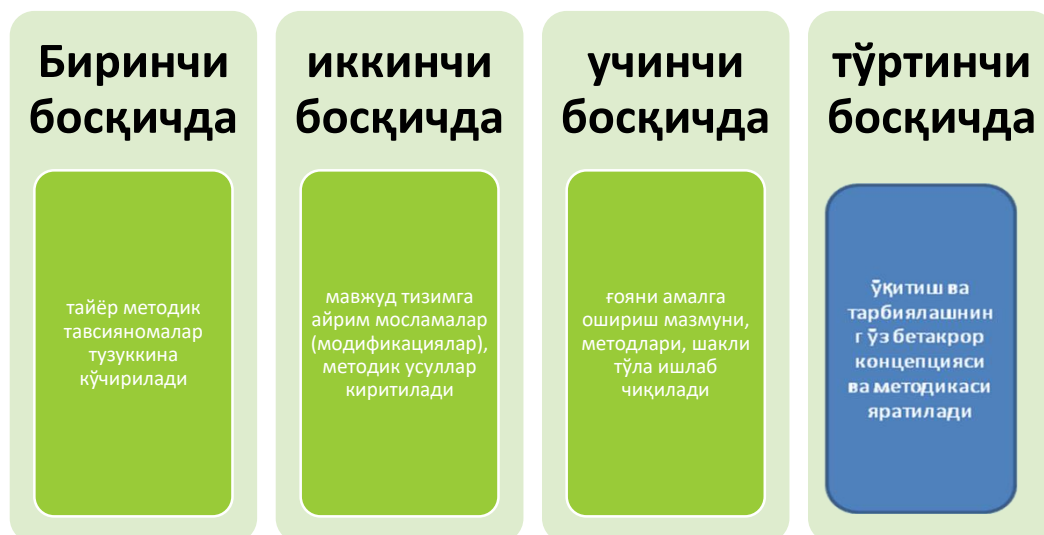 Биринчи
босқичда
тайёр методик
тавсияномалар
тузуккина
кўчирилади
иккинчи
босқичда
мавжуд тизимга
айрим мосламалар
(модификациялар),
методик усуллар
киритилади
учинчи
босқичда
ғояни амалга
ошириш мазмуни,
методлари, шакли
тўла ишлаб
чиқилади
тўртинчи
босқичда
ўқитиш ва
тарбиялашнин
г ўз бетакрор
концепцияси
ва методикаси
яратилади